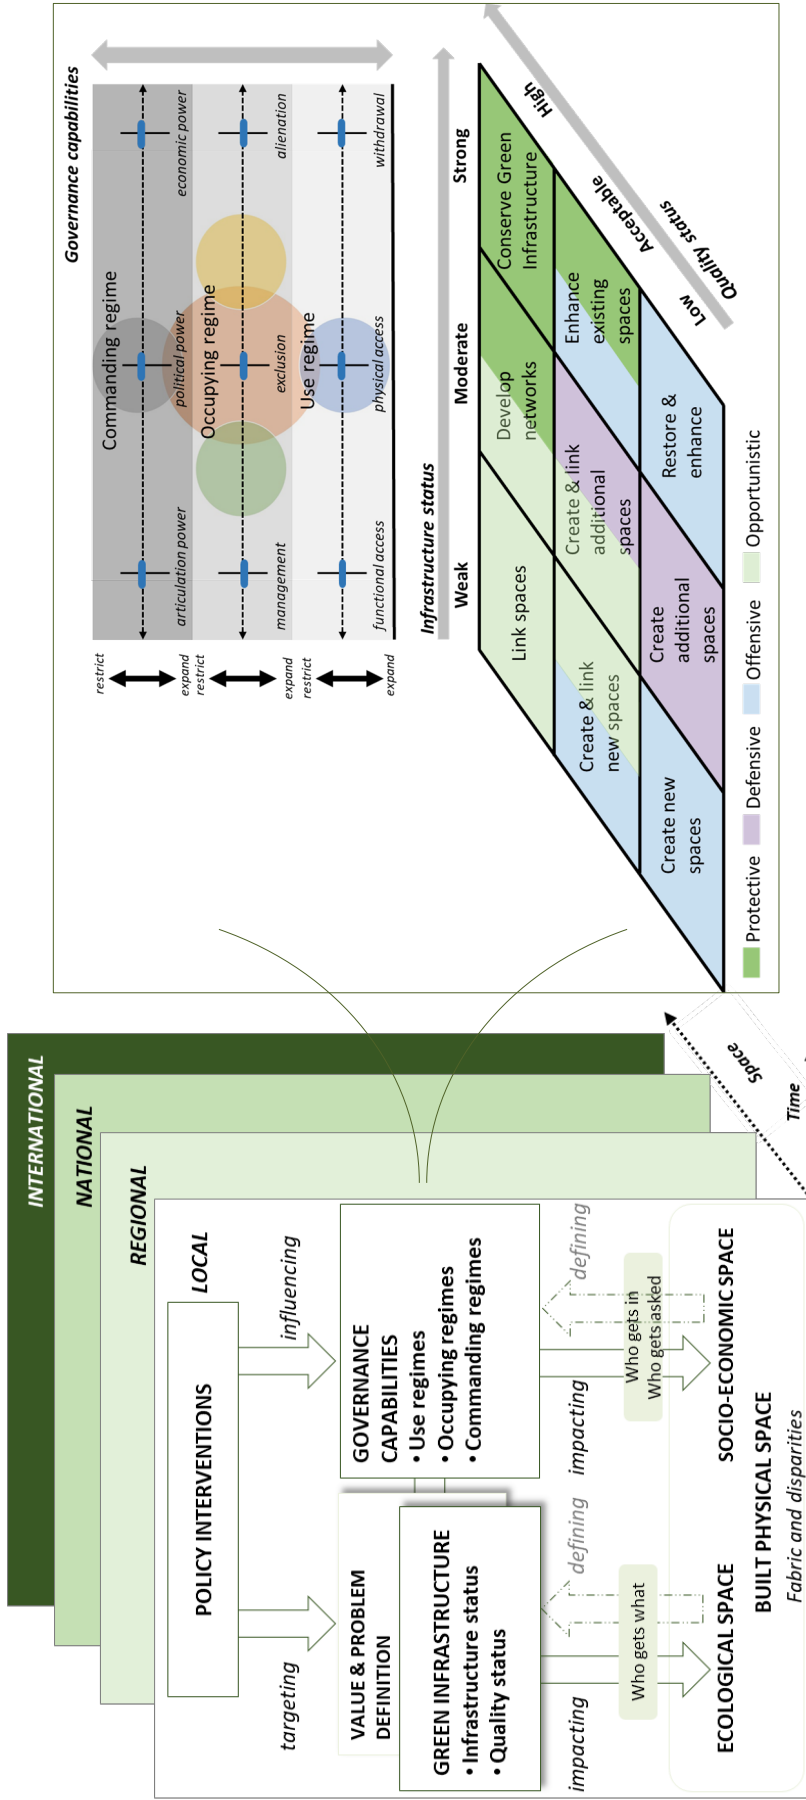 INTERNATIONAL
NATIONAL
REGIONAL
LOCAL
POLICY INTERVENTIONS
targeting
influencing
VALUE & PROBLEM
DEFINITION
GREEN INFRASTRUCTURE
• Infrastructure status
• Quality status
GOVERNANCE
CAPABILITIES
• Use regimes
• Occupying regimes
• Commanding regimes
impacting
defining
impacting
defining
Who gets what
Who gets in
Who gets asked
ECOLOGICAL SPACE
SOCIO-ECONOMIC SPACE
BUILT PHYSICAL SPACE
Fabric and disparities
Space
Time
Governance capabilities
restrict
expand
restrict
expand
restrict
expand
Commanding regime
articulation power
political power
economic power
Occupying regime
management
exclusion
alienation
Use regime
functional access
physical access
withdrawal
Infrastructure status
Weak
Moderate
Strong
Link spaces
Develop
networks
Conserve Green
Infrastructure
Create & link
new spaces
Create & link
additional
spaces
Enhance
existing
spaces
Create new
spaces
Create
additional
spaces
Restore &
enhance
High
Acceptable
Low
Quality status
Protective
Defensive
Offensive
Opportunistic